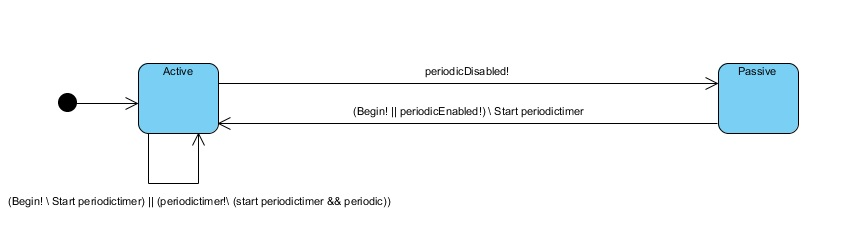 Active
periodicDisabled!
Passive
(Begin! || periodicEnabled!) \ Start periodictimer
(Begin! \ Start periodictimer) || (periodictimer!\ (start periodictimer && periodic))